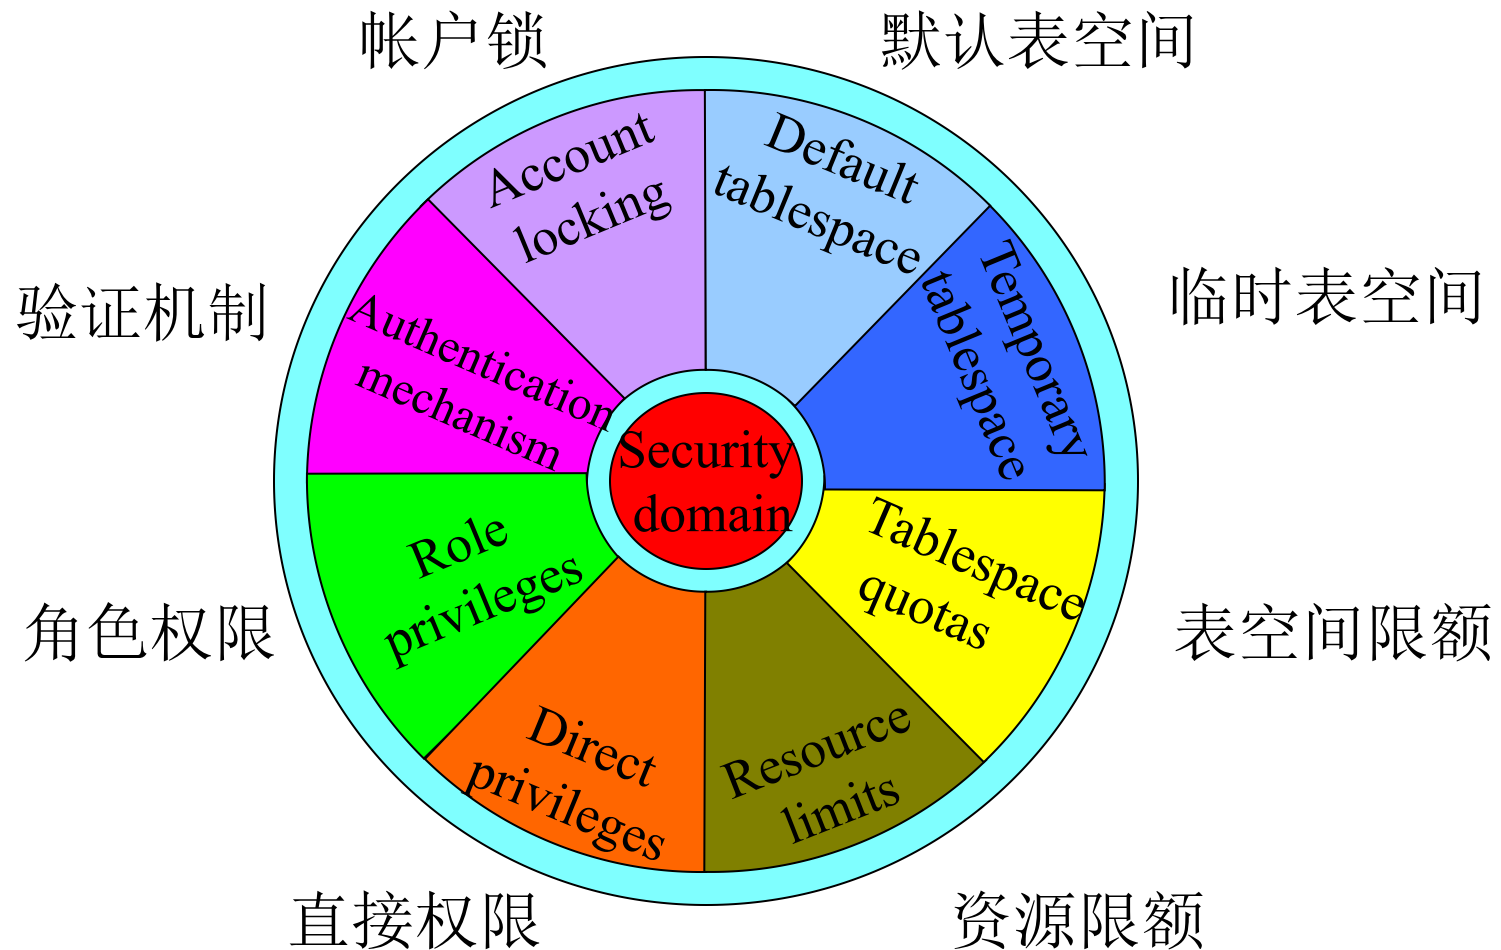 帐户锁
默认表空间
Account
locking
Default
tablespace
验证机制
Authentication
mechanism
Temporary
tablespace
临时表空间
Security
domain
角色权限
Role
privileges
Tablespace
quotas
表空间限额
Direct
privileges
Resource
limits
直接权限
资源限额